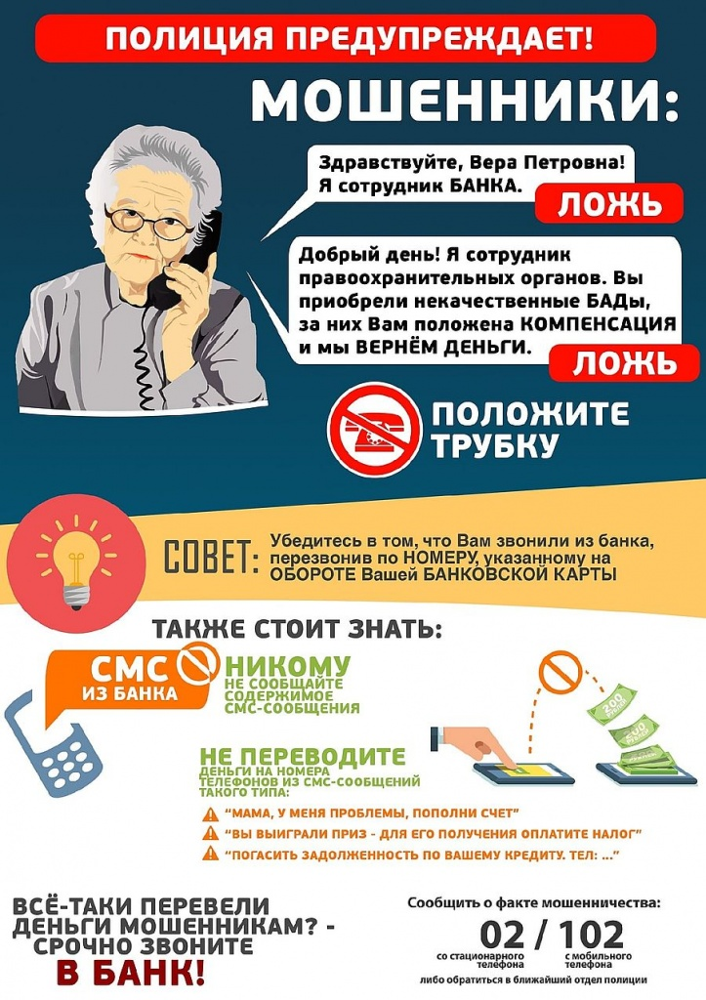 ПОЛИЦИЯ ПРЕДУПРЕЖДАЕТ!
МОШЕННИКИ:
Здравствуйте, Вера Петровна!
Я сотрудник БАНКА.
ЛОЖЬ
Добрый день! Я сотрудник
правоохранительных органов. Вы
приобрели некачественные БАДы,
за них Вам положена КОМПЕНСАЦИЯ
и мы ВЕРНЁМ ДЕНЬГИ.
ЛОЖЬ
ПОЛОЖИТЕ
ТРУБКУ
СОВЕТ:
Убедитесь в том, что Вам звонили из банка,
перезвонив по НОМЕРУ, указанному на
ОБОРОТЕ Вашей БАНКОВСКОЙ КАРТЫ
ТАКЖЕ СТОИТ ЗНАТЬ:
СМС
ИЗ БАНКА
НИКОМУ
НЕ СООБЩАЙТЕ
СОДЕРЖИМОЕ
СМС-СООБЩЕНИЯ
200
РУБЛЕЙ
200
НЕ ПЕРЕВОДИТЕ
ДЕНЬГИ НА НОМЕРА
ТЕЛЕФОНОВ ИЗ СМС-СООБЩЕНИЙ
ТАКОГО ТИПА:
"МАМА, У МЕНЯ ПРОБЛЕМЫ, ПОПОЛНИ СЧЕТ"
"ВЫ ВЫИГРАЛИ ПРИЗ - ДЛЯ ЕГО ПОЛУЧЕНИЯ ОПЛАТИТЕ НАЛОГ"
"ПОГАСИТЬ ЗАДОЛЖЕННОСТЬ ПО ВАШЕМУ КРЕДИТУ. ТЕЛ: ..."
ВСЁ-ТАКИ ПЕРЕВЕЛИ
ДЕНЬГИ МОШЕННИКАМ? -
СРОЧНО ЗВОНИТЕ
В БАНК!
Сообщить о факте мошенничества:
02 / 102
со стационарного телефона
с мобильного телефона
либо обратиться в ближайший отдел полиции